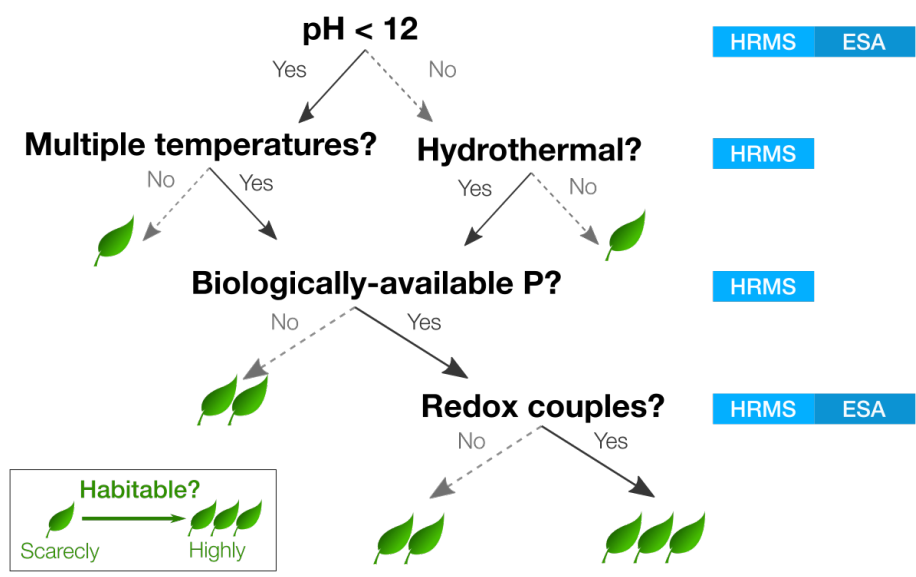 pH < 12
HRMS ESA
Yes
No
Multiple temperatures?
Hydrothermal?
HRMS
No
Yes
Yes
No
Biologically-available P?
HRMS
No
Yes
Redox couples?
HRMS ESA
No
Yes
Habitable?
Scarecly
Highly